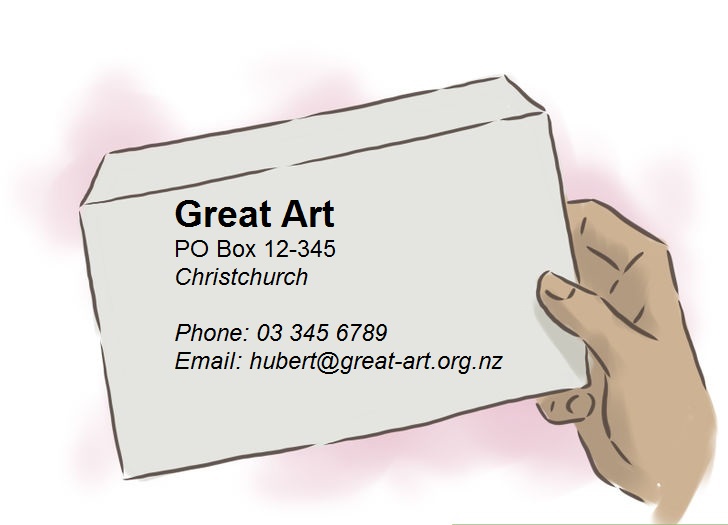 Great Art
PO Box 12-345
Christchurch
Phone: 03 345 6789
Email: hubert@great-art.org.nz